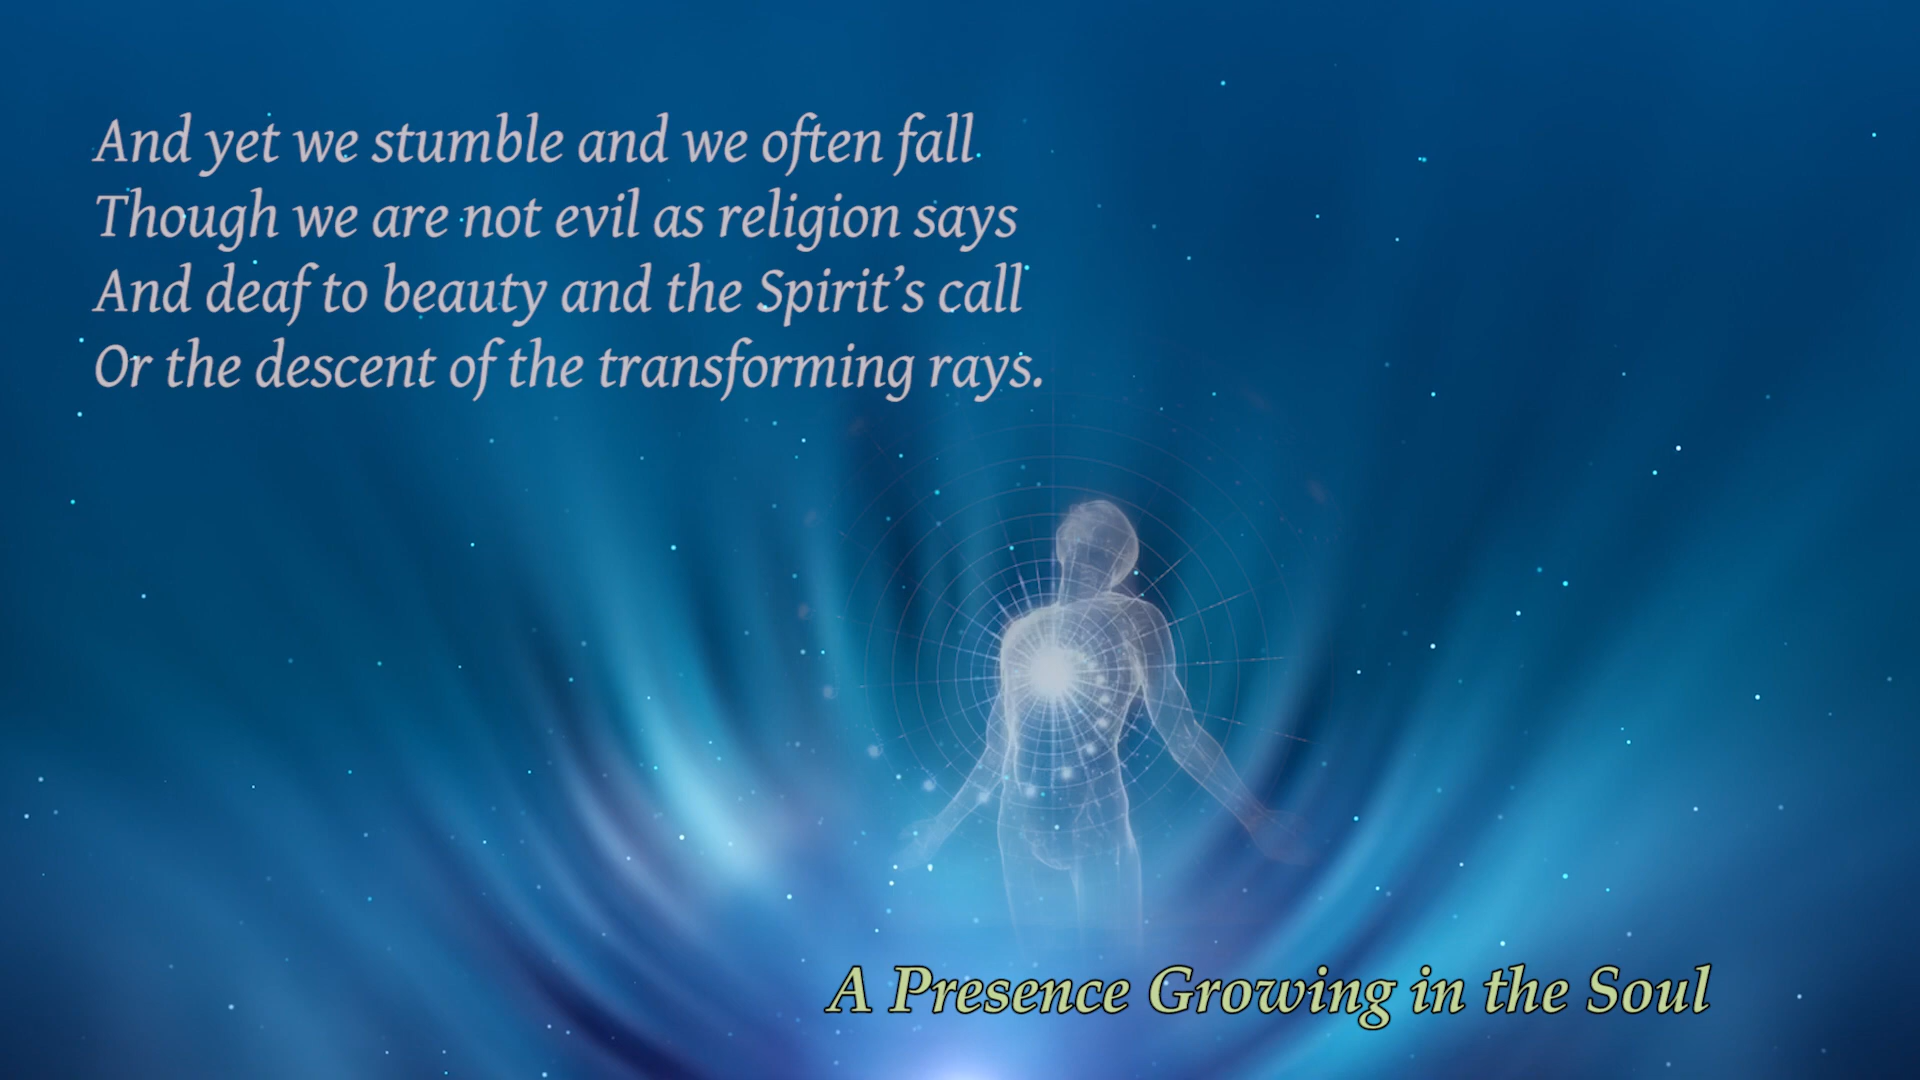 And yet we stumble and we often fall
Though we are not evil as religion says
And deaf to beauty and the Spirit’s call
Or the descent of the transforming rays.
A Presence Growing in the Soul